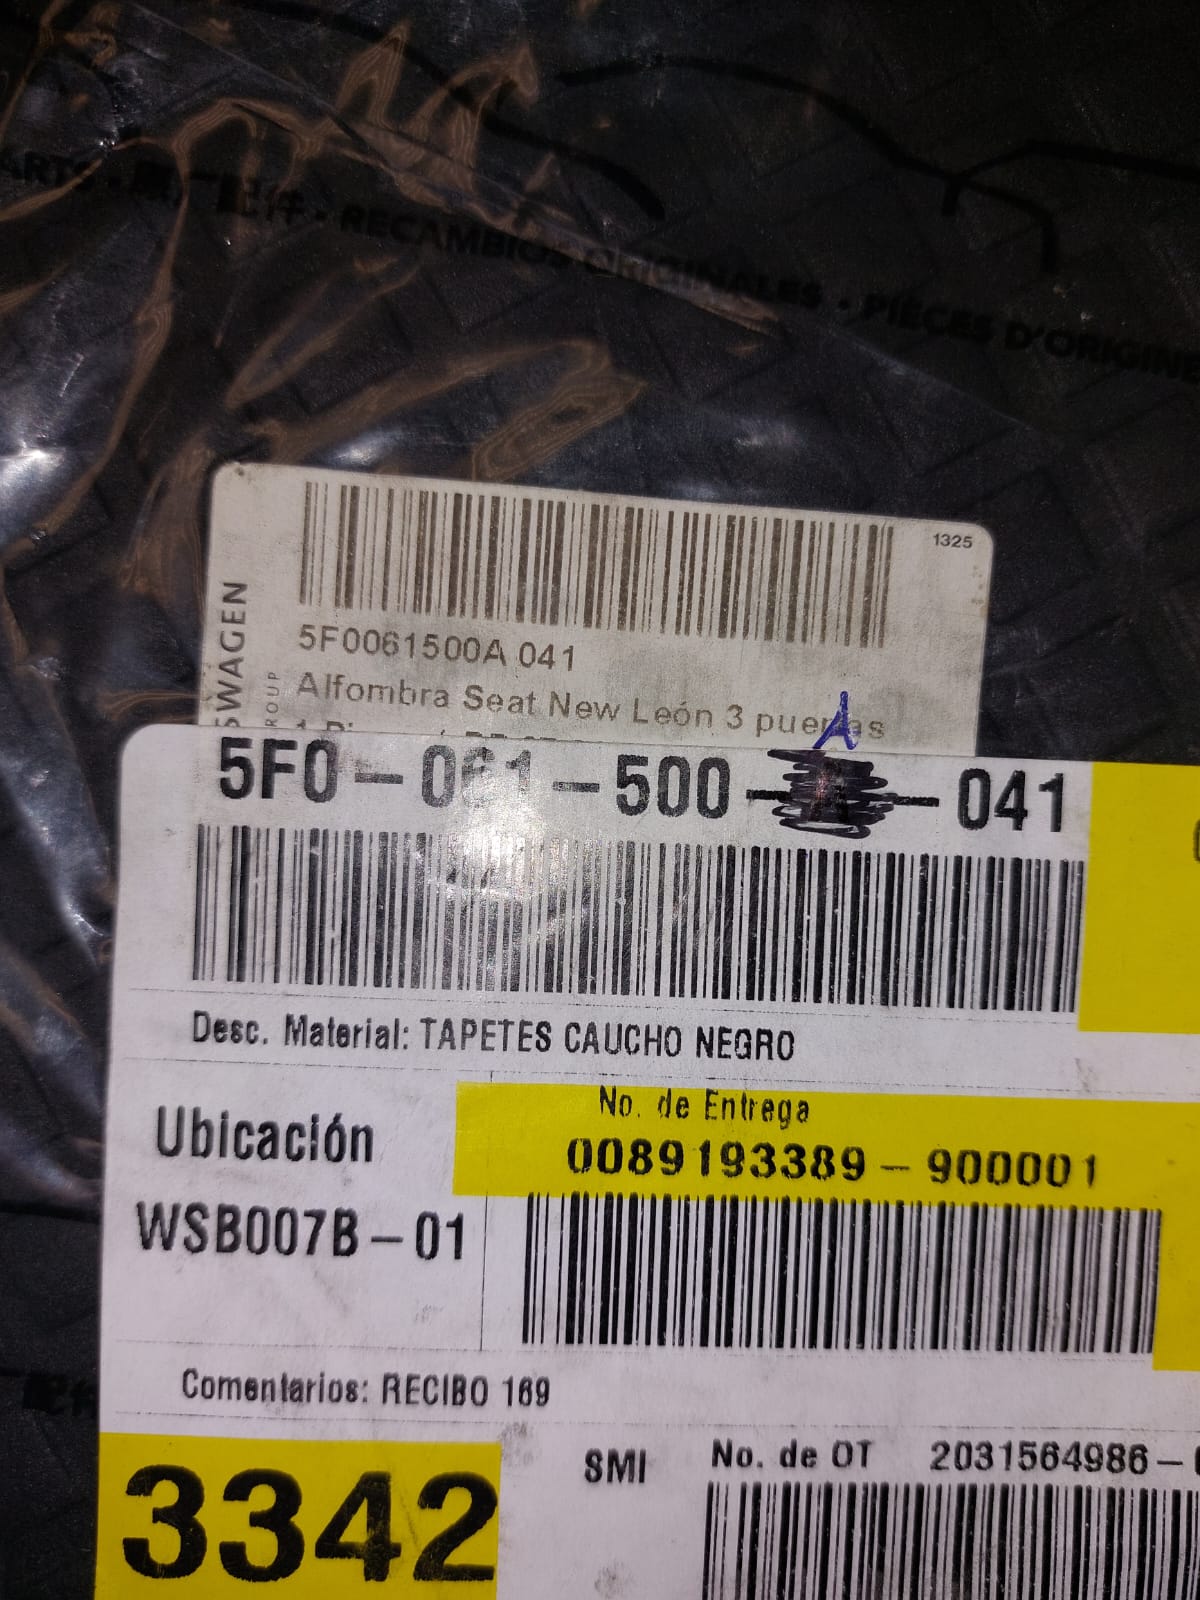 RECAMBIOS ORIGINALES · PIÈCES D'ORIGINE
1325
5F0061500A 041
Alfombra Seat New León 3 puertas
5F0-061-500- A -041
Desc. Material: TAPETES CAUCHO NEGRO
No. de Entrega
Ubicación
0089193389-900001
WSB007B-01
Comentarios: RECIBO 169
SMI No. de OT 2031564986-
3342